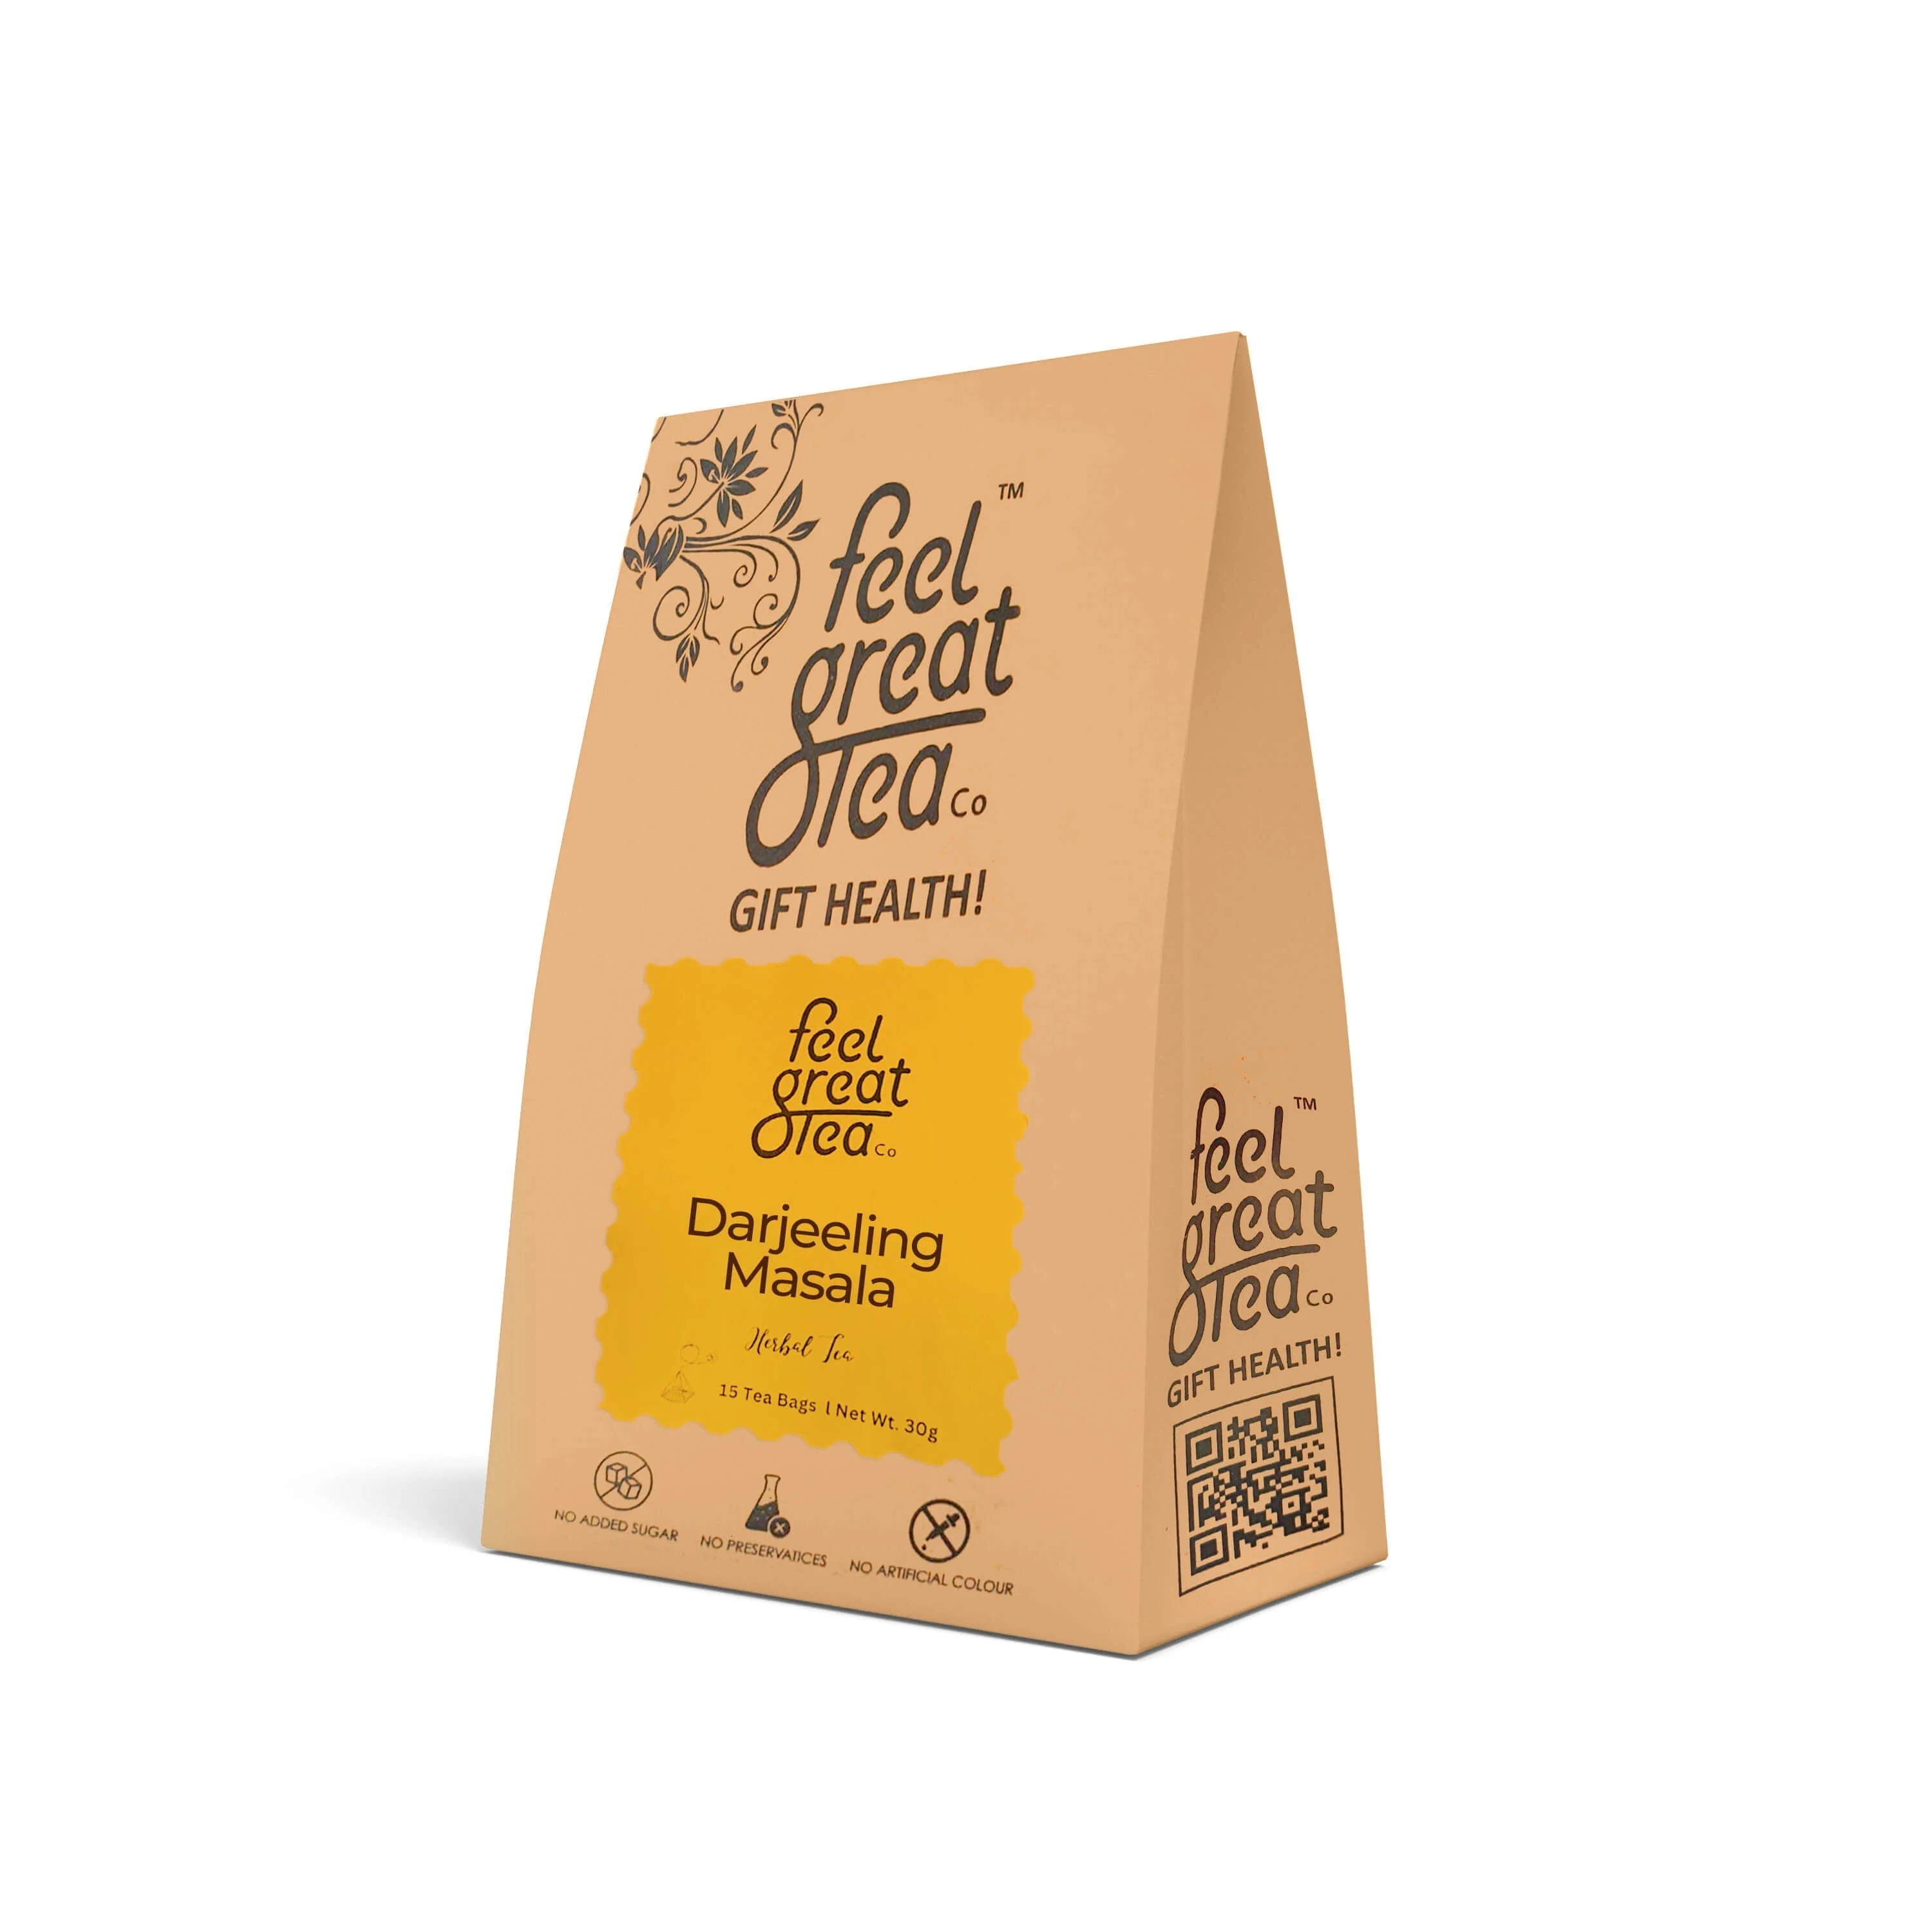 feel
great
Tea Co
TM
GIFT HEALTH!
feel
great
Tea Co
Darjeeling
Masala
Herbal Tea
15 Tea Bags l Net Wt. 30g
NO ADDED SUGAR
NO PRESERVATICES
NO ARTIFICIAL COLOUR
feel
great
Tea Co
TM
GIFT HEALTH!